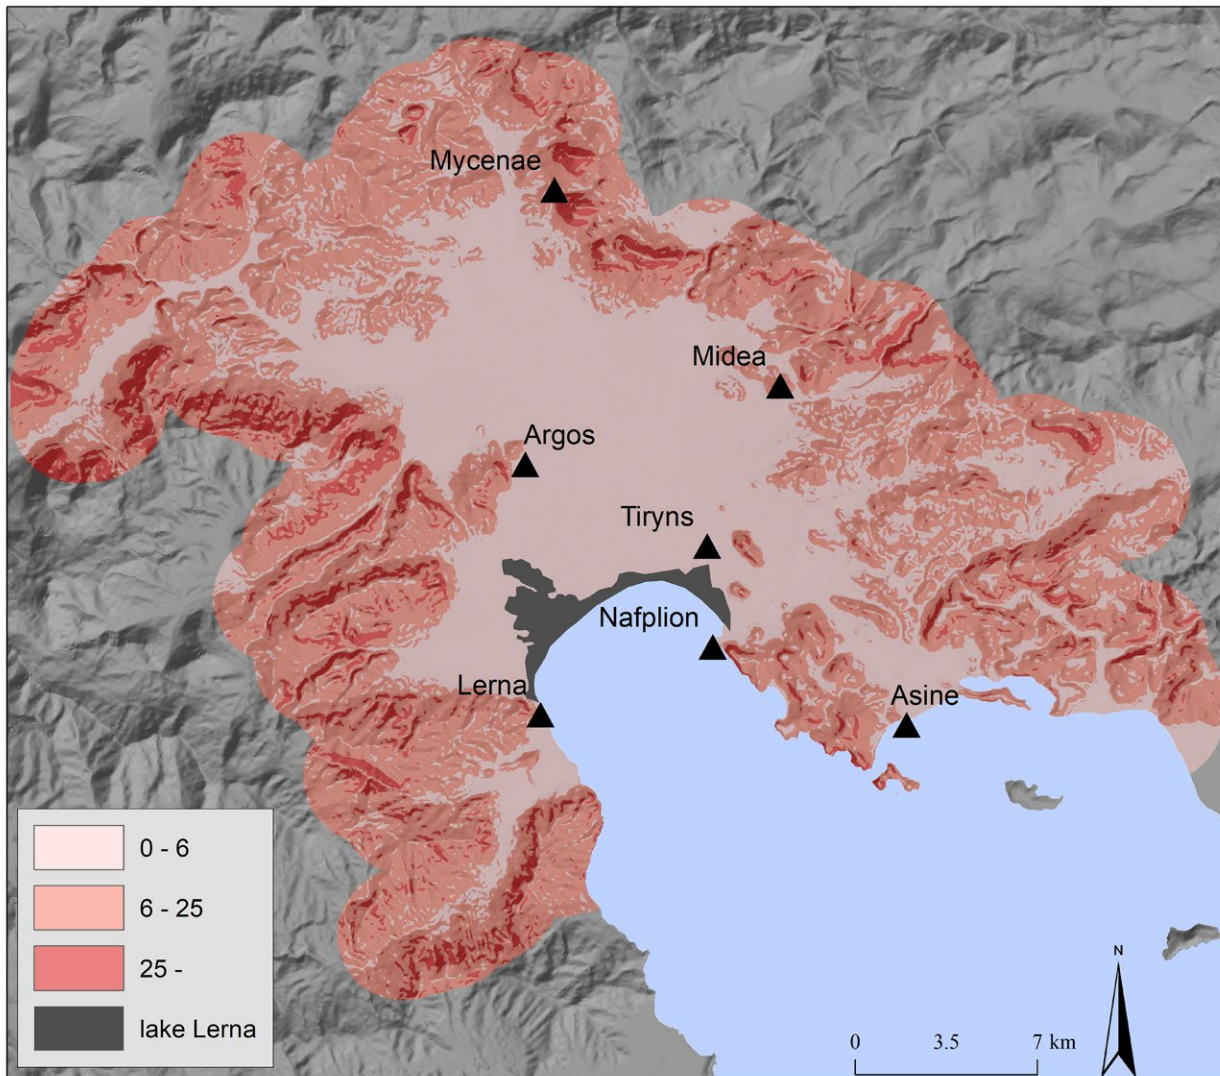 Mycenae
Midea
Argos
Tiryns
Nafplion
Lerna
Asine
0 - 6
6 - 25
25 -
lake Lerna
N
0 3.5 7 km